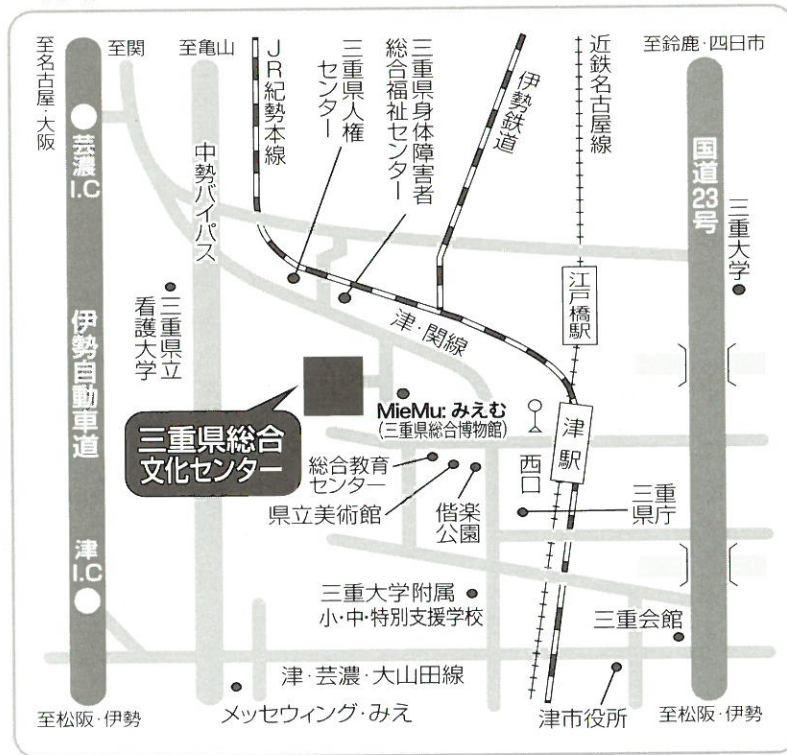 至名古屋・大阪
至関
至亀山
JR紀勢本線
三重県人権
センター
三重県身体障害者
総合福祉センター
伊勢鉄道
近鉄名古屋線
至鈴鹿・四日市
芸濃
I.C
中勢バイパス
国道23号
三重大学
江戸橋駅
三重県立
看護大学
津・関線
伊勢自動車道
MieMu: みえむ
(三重県総合博物館)
津駅
西口
三重県総合
文化センター
総合教育
センター
県立美術館
偕楽
公園
三重
県庁
津
I.C
三重大学附属
小・中・特別支援学校
三重会館
津・芸濃・大山田線
至松阪・伊勢
メッセウィング・みえ
津市役所
至松阪・伊勢